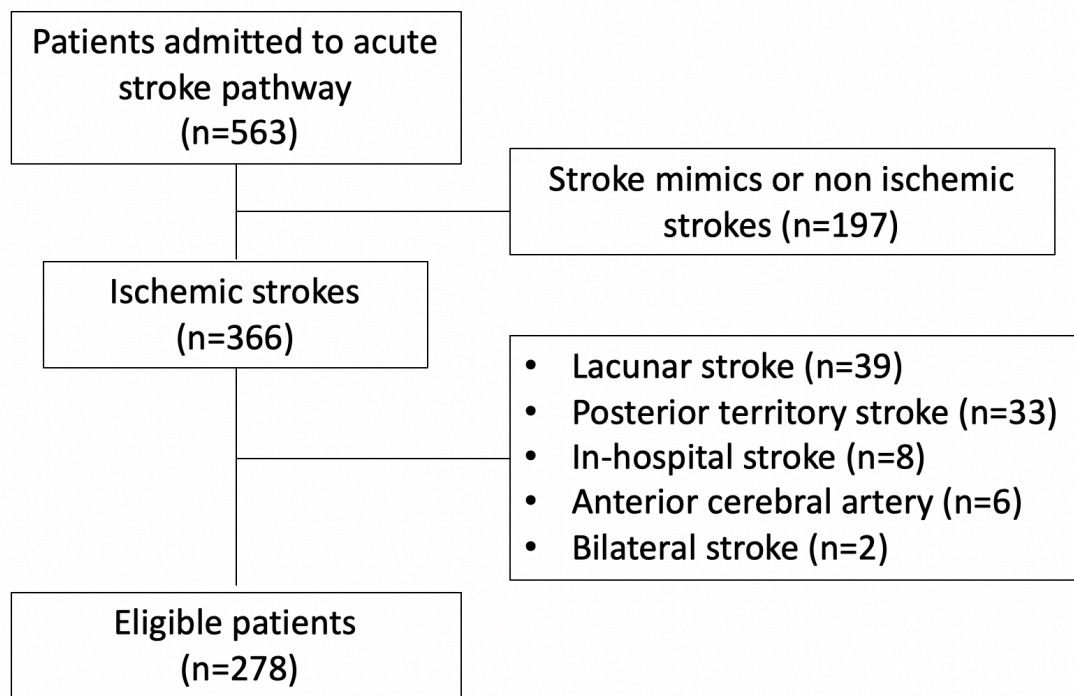 Patients admitted to acute
stroke pathway
(n=563)
Stroke mimics or non ischemic
strokes (n=197)
Ischemic strokes
(n=366)
• Lacunar stroke (n=39)
• Posterior territory stroke (n=33)
• In-hospital stroke (n=8)
• Anterior cerebral artery (n=6)
• Bilateral stroke (n=2)
Eligible patients
(n=278)